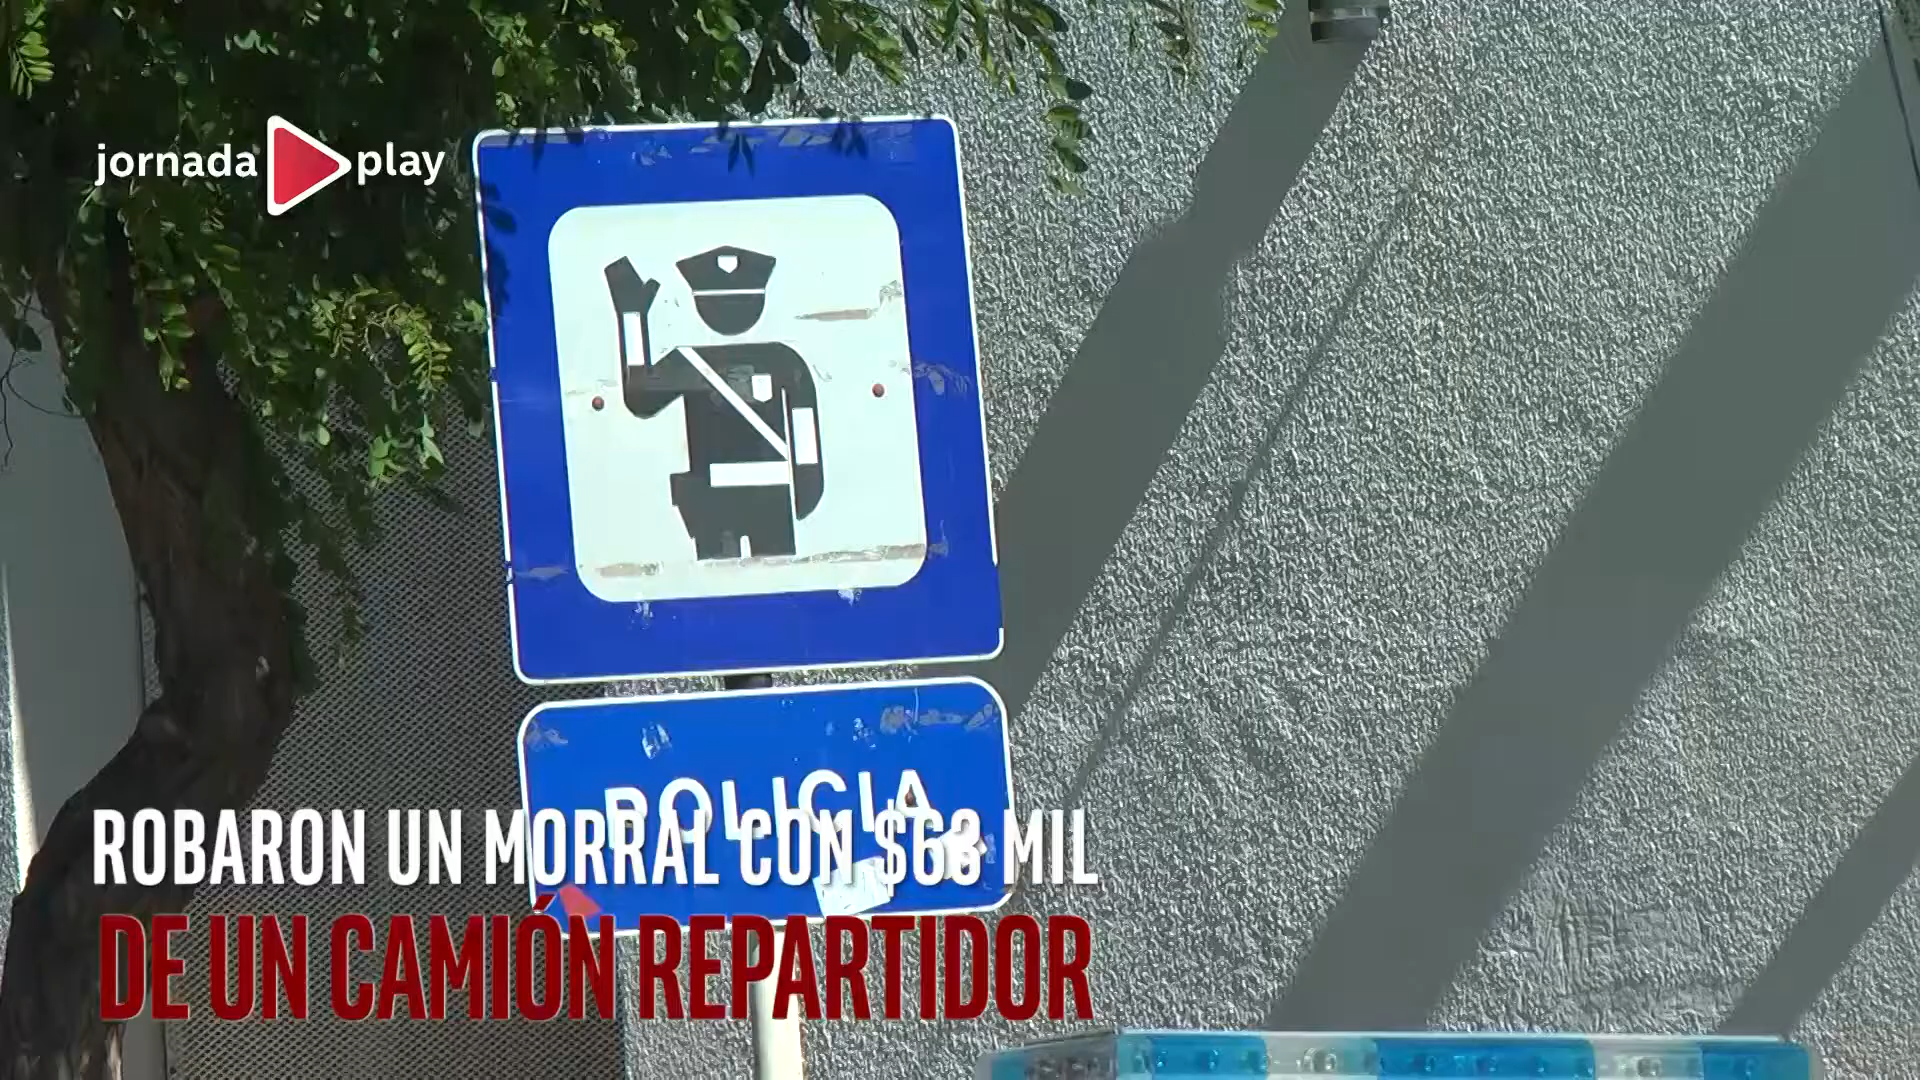 jornada play
POLICIA
ROBARON UN MORRAL CON $63 MIL
DE UN CAMIÓN REPARTIDOR